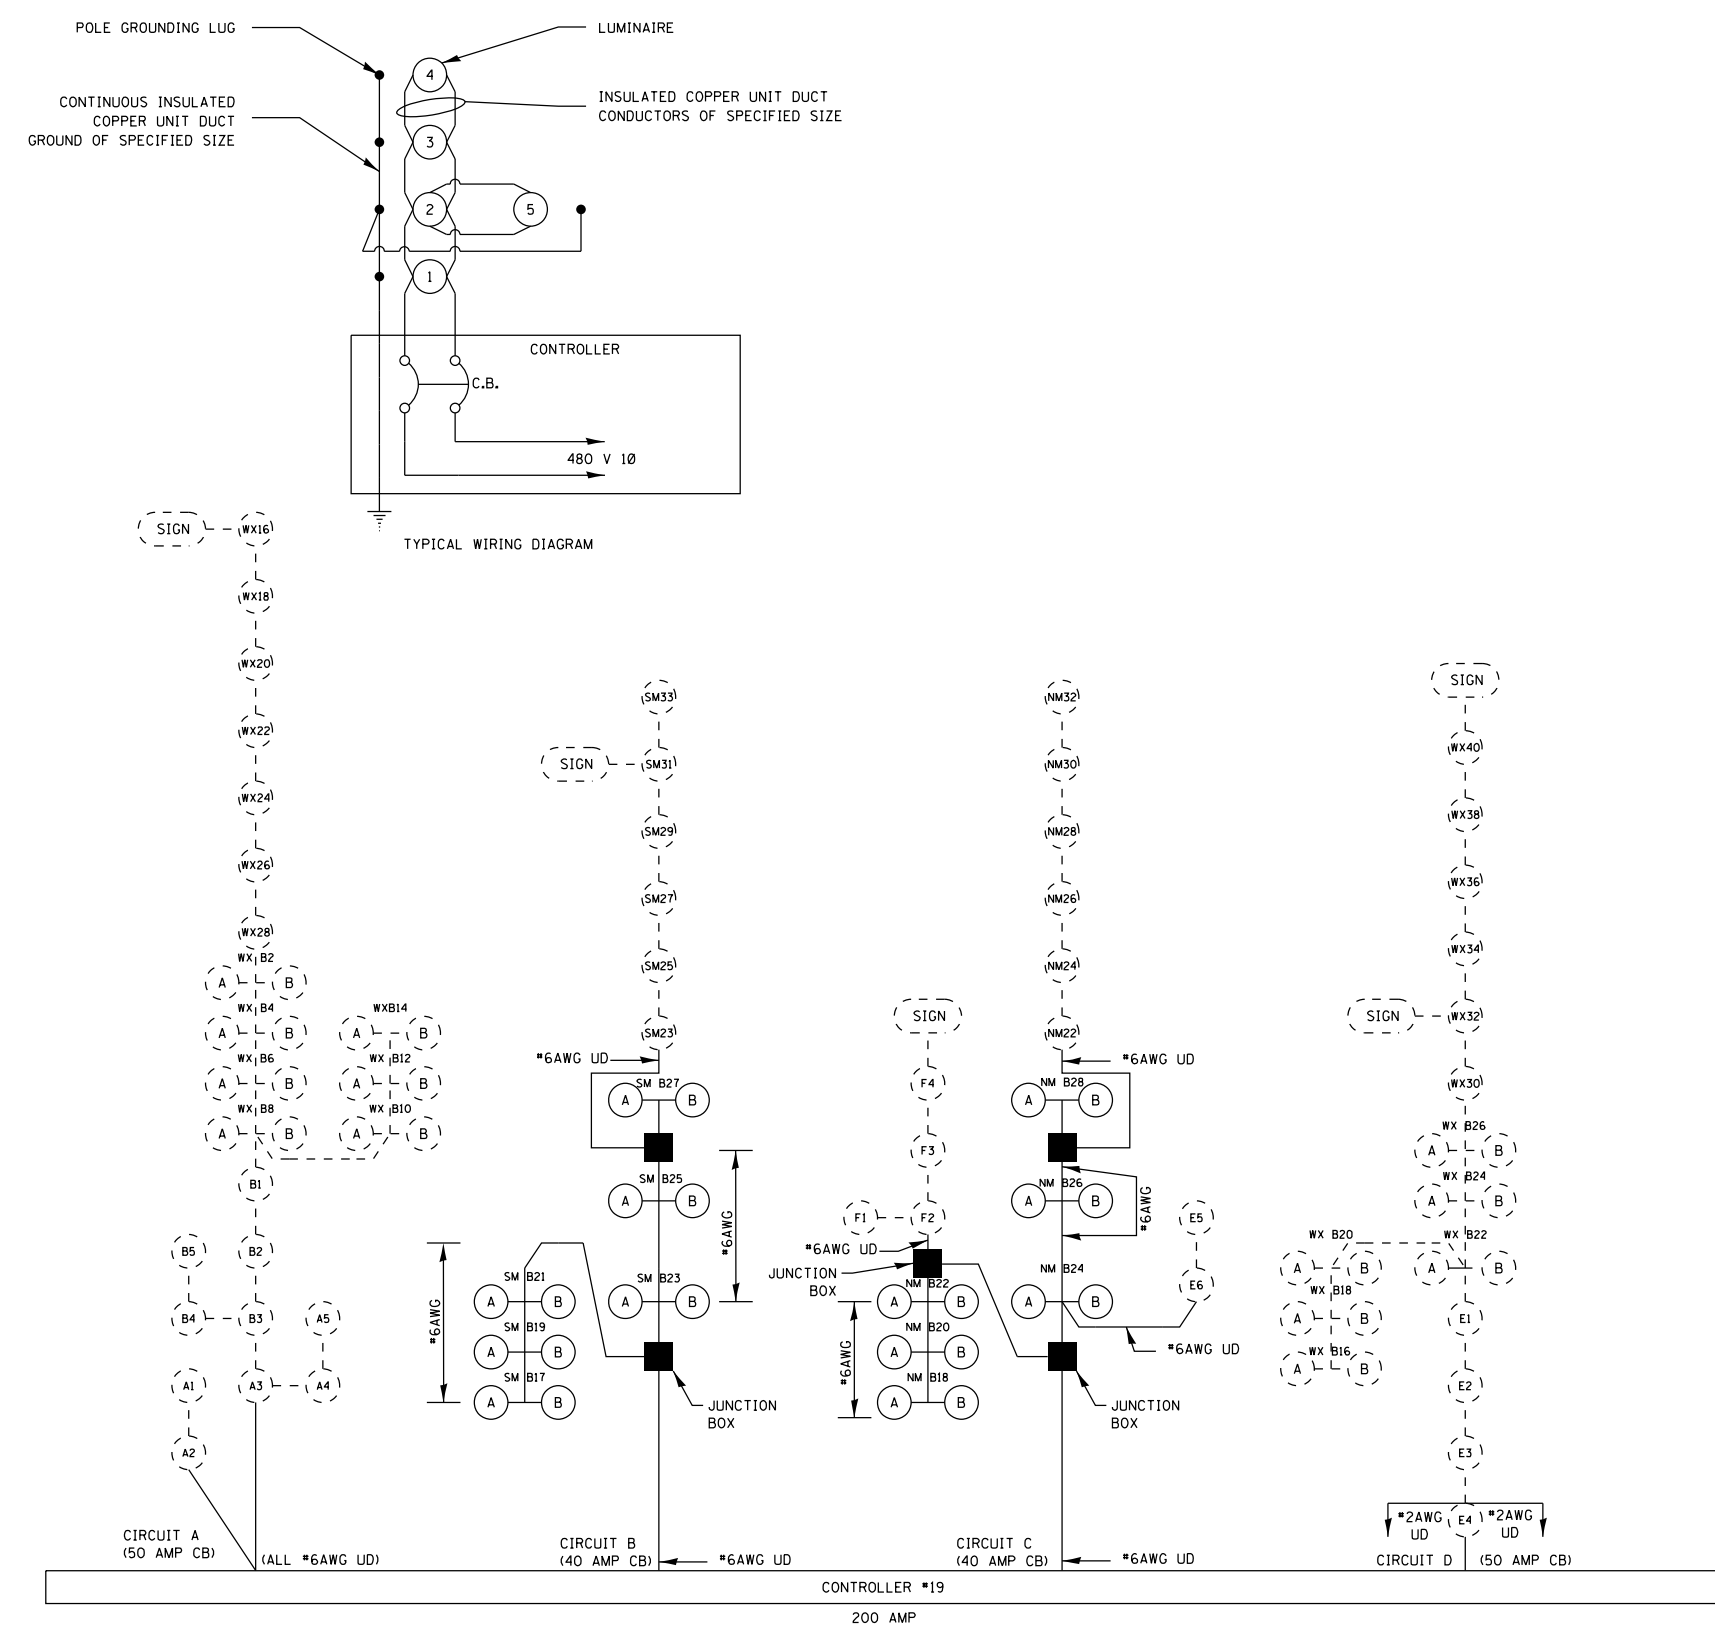 POLE GROUNDING LUG
LUMINAIRE
4
CONTINUOUS INSULATED
COPPER UNIT DUCT
GROUND OF SPECIFIED SIZE
INSULATED COPPER UNIT DUCT
CONDUCTORS OF SPECIFIED SIZE
3
2
5
1
CONTROLLER
C.B.
480 V 1Ø
TYPICAL WIRING DIAGRAM
SIGN
WX16
WX18
WX20
WX22
WX24
WX26
WX28
WX B2
A
B
WX B4
A
B
WX B6
A
B
WX B8
A
B
WXB14
A
B
WX B12
A
B
WX B10
A
B
B1
B5
B2
B4
B3
A5
A1
A3
A4
A2
CIRCUIT A
(50 AMP CB)
(ALL #6AWG UD)
SM33
SIGN
SM31
SM29
SM27
SM25
SM23
#6AWG UD
SM B27
A
B
SM B25
A
B
#6AWG
SM B23
A
B
#6AWG
SM B21
A
B
SM B19
A
B
SM B17
A
B
JUNCTION
BOX
CIRCUIT B
(40 AMP CB)
#6AWG UD
NM32
NM30
NM28
NM26
NM24
NM22
#6AWG UD
SIGN
F4
F3
F1
F2
#6AWG UD
JUNCTION
BOX
NM B28
A
B
NM B26
A
B
#6AWG
NM B24
A
B
E5
E6
#6AWG UD
NM B22
A
B
NM B20
A
B
NM B18
A
B
#6AWG
JUNCTION
BOX
CIRCUIT C
(40 AMP CB)
#6AWG UD
SIGN
WX40
WX38
WX36
WX34
SIGN
WX32
WX30
WX B26
A
B
WX B24
A
B
WX B22
A
B
WX B20
A
B
WX B18
A
B
WX B16
A
B
E1
E2
E3
E4
#2AWG
UD
#2AWG
UD
CIRCUIT D
(50 AMP CB)
CONTROLLER #19
200 AMP